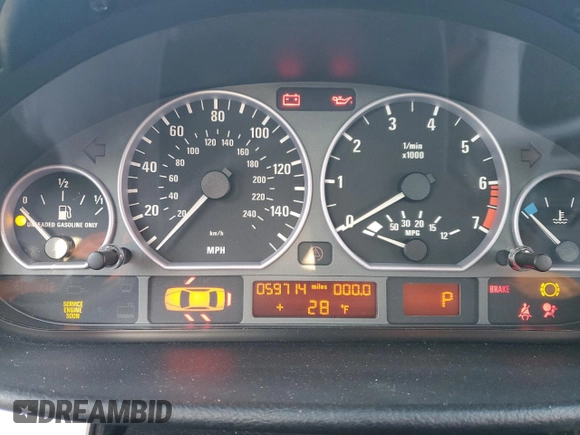 80
60 100
40 120
20 140
100 120 140
80 160
60 180
40 200
20 220
240
km/h
MPH
4
3 5
2 6
1 7
0
1/min
x1000
50 30 20 15 12
MPG
0 1/2 1/1
UNLEADED GASOLINE ONLY
SERVICE
ENGINE
SOON
059714 miles 000.0
+ 28 °F
P
BRAKE
DREAMBID